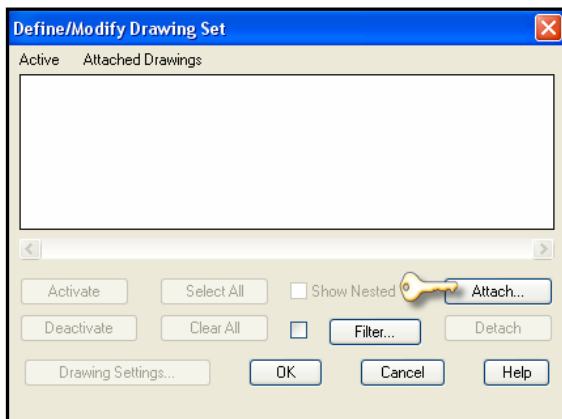 Define/Modify Drawing Set
Active Attached Drawings
Activate Select All Show Nested Attach...
Deactivate Clear All Filter... Detach
Drawing Settings... OK Cancel Help